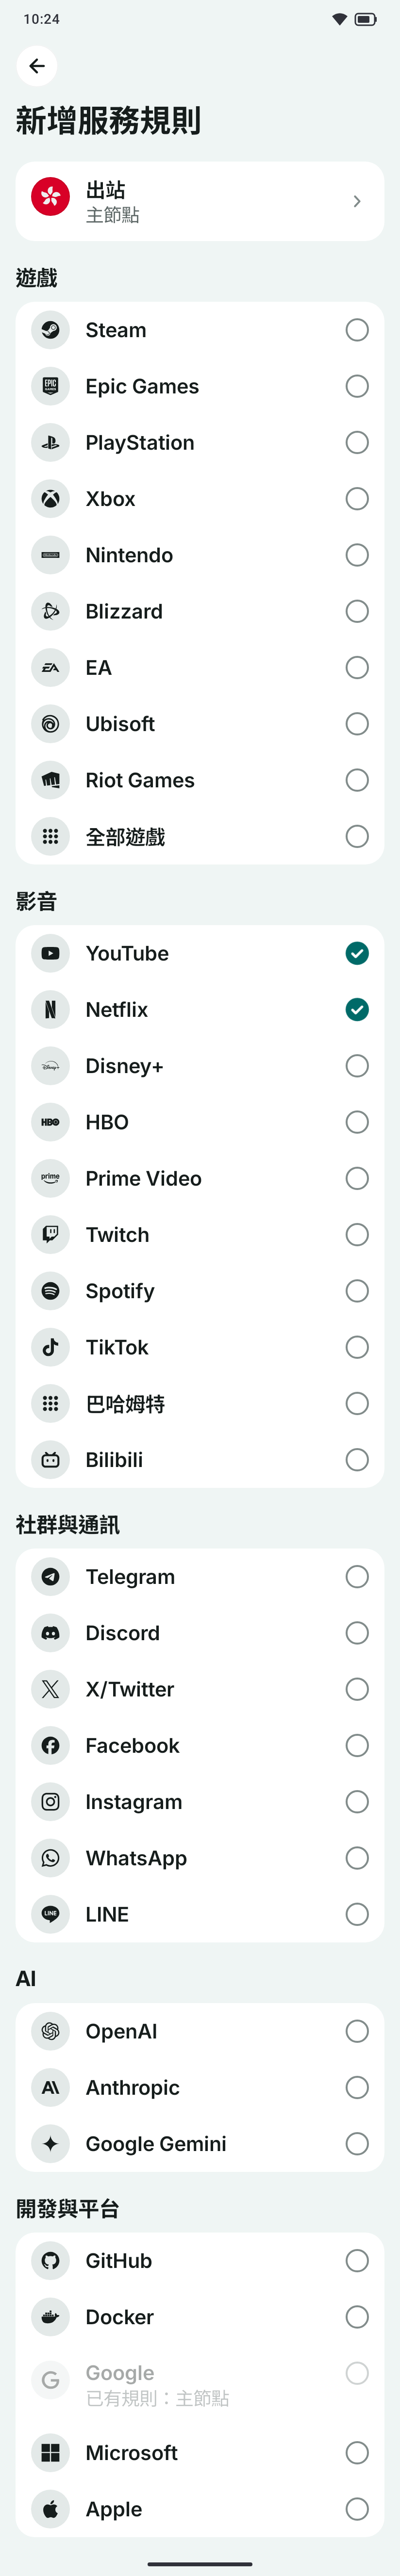 10:24
新增服務規則
出站
主節點
遊戲
Steam
Epic Games
PlayStation
Xbox
Nintendo
Blizzard
EA
Ubisoft
Riot Games
全部遊戲
影音
YouTube
Netflix
Disney+
HBO
Prime Video
Twitch
Spotify
TikTok
巴哈姆特
Bilibili
社群與通訊
Telegram
Discord
X/Twitter
Facebook
Instagram
WhatsApp
LINE
AI
OpenAI
Anthropic
Google Gemini
開發與平台
GitHub
Docker
Google
已有規則：主節點
Microsoft
Apple